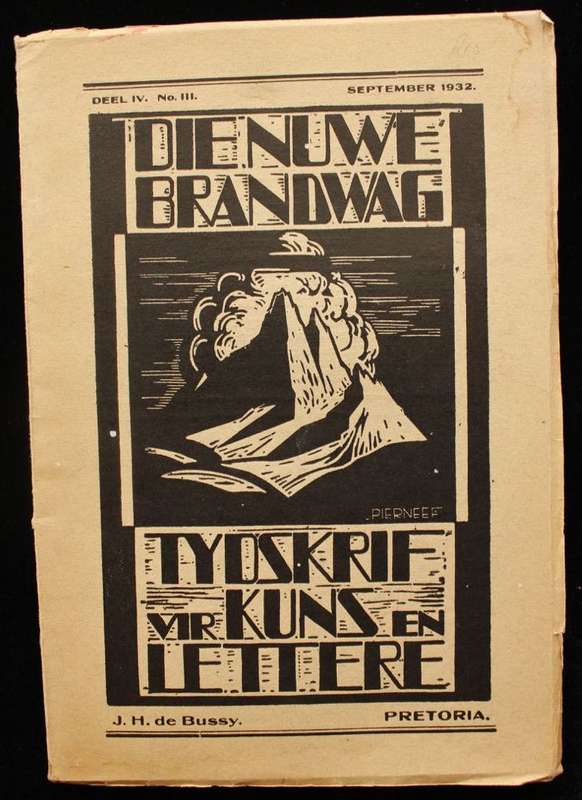 DEEL IV. No. III. SEPTEMBER 1932.
DIE NUWE
BRANDWAG
PIERNEEF
TYDSKRIF
VIR KUNS EN
LETTERE
J. H. de Bussy. PRETORIA.